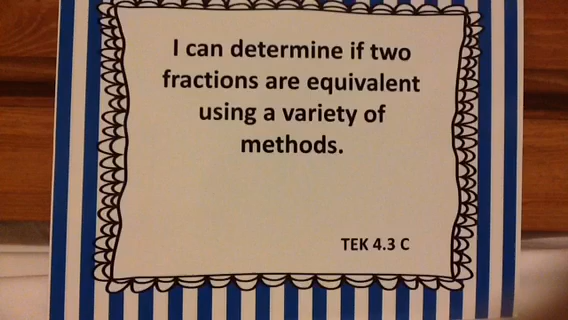 I can determine if two
fractions are equivalent
using a variety of
methods.
TEK 4.3 C